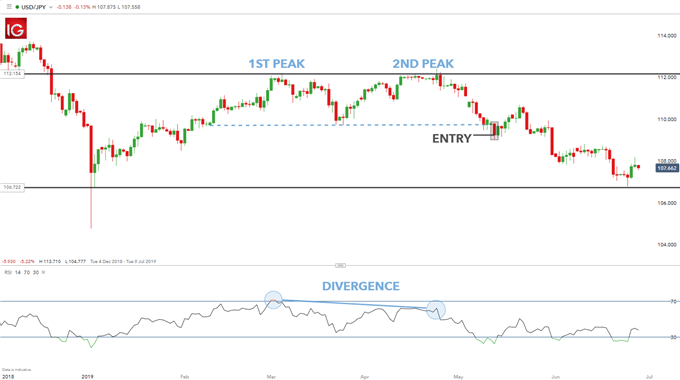 2018 USD/JPY -0.138 -0.13% H 107.875 L 107.558
IG
114.000
1ST PEAK 2ND PEAK
112.154
112.000
110.000
ENTRY
108.000
107.662
106.722
106.000
104.000
-5.930 -5.22% H 113.710 L 104.777 Tue 4 Dec 2018 - Tue 9 Jul 2019
RSI 14 70 30
DIVERGENCE
70 70
30 30
Data is indicative
2018 2019 Feb Mar Apr May Jun Jul